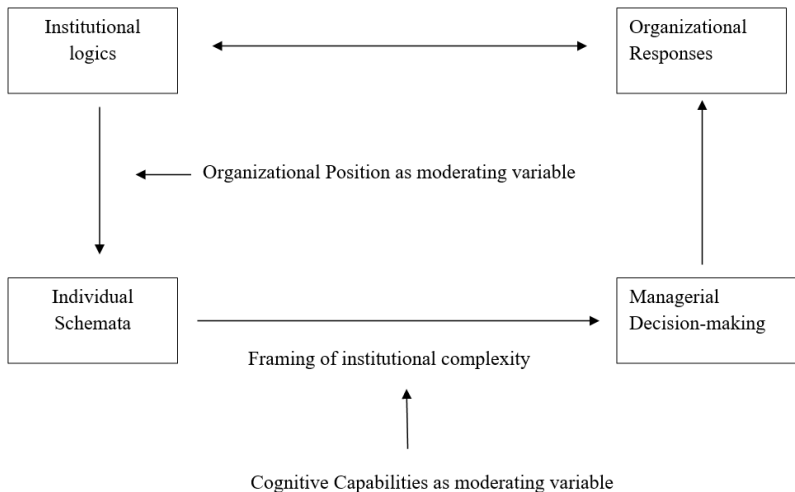 Institutional
logics
Organizational
Responses
Organizational Position as moderating variable
Individual
Schemata
Managerial
Decision-making
Framing of institutional complexity
Cognitive Capabilities as moderating variable